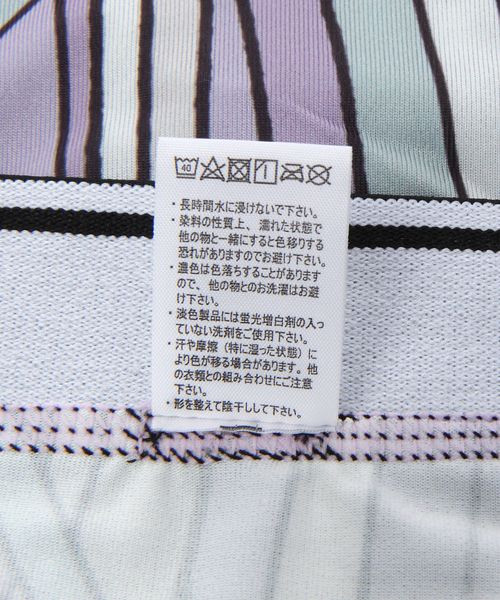 40
・長時間水に浸けないで下さい。
・染料の性質上、濡れた状態で
他の物と一緒にすると色移りする
恐れがありますのでお避け下さい。
・濃色は色落ちすることがあります
ので、他の物とのお洗濯はお避
け下さい。
・淡色製品には蛍光増白剤の入っ
ていない洗剤をご使用下さい。
・汗や摩擦（特に湿った状態）に
より色が移る場合があります。他
の衣類との組み合わせにご注意
下さい。
・形を整えて陰干しして下さい。